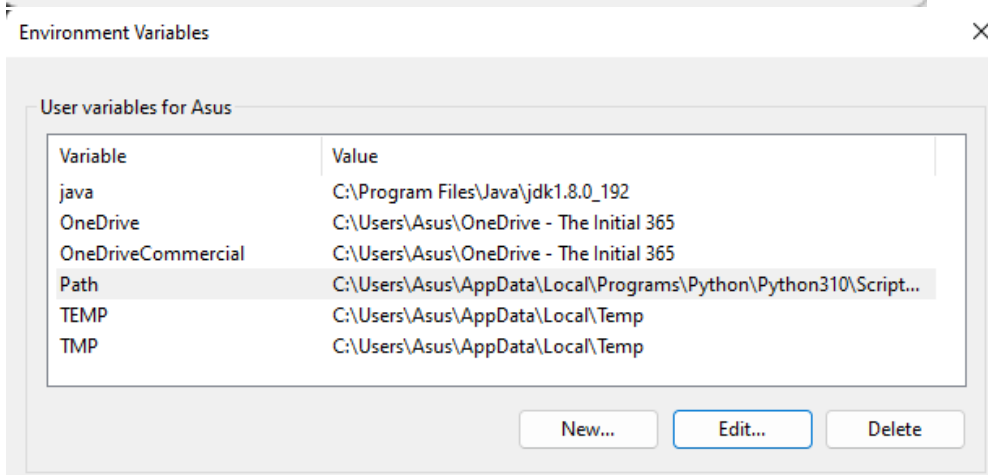 Environment Variables
User variables for Asus
Variable Value
java C:\Program Files\Java\jdk1.8.0_192
OneDrive C:\Users\Asus\OneDrive - The Initial 365
OneDriveCommercial C:\Users\Asus\OneDrive - The Initial 365
Path C:\Users\Asus\AppData\Local\Programs\Python\Python310\Script...
TEMP C:\Users\Asus\AppData\Local\Temp
TMP C:\Users\Asus\AppData\Local\Temp
New... Edit... Delete